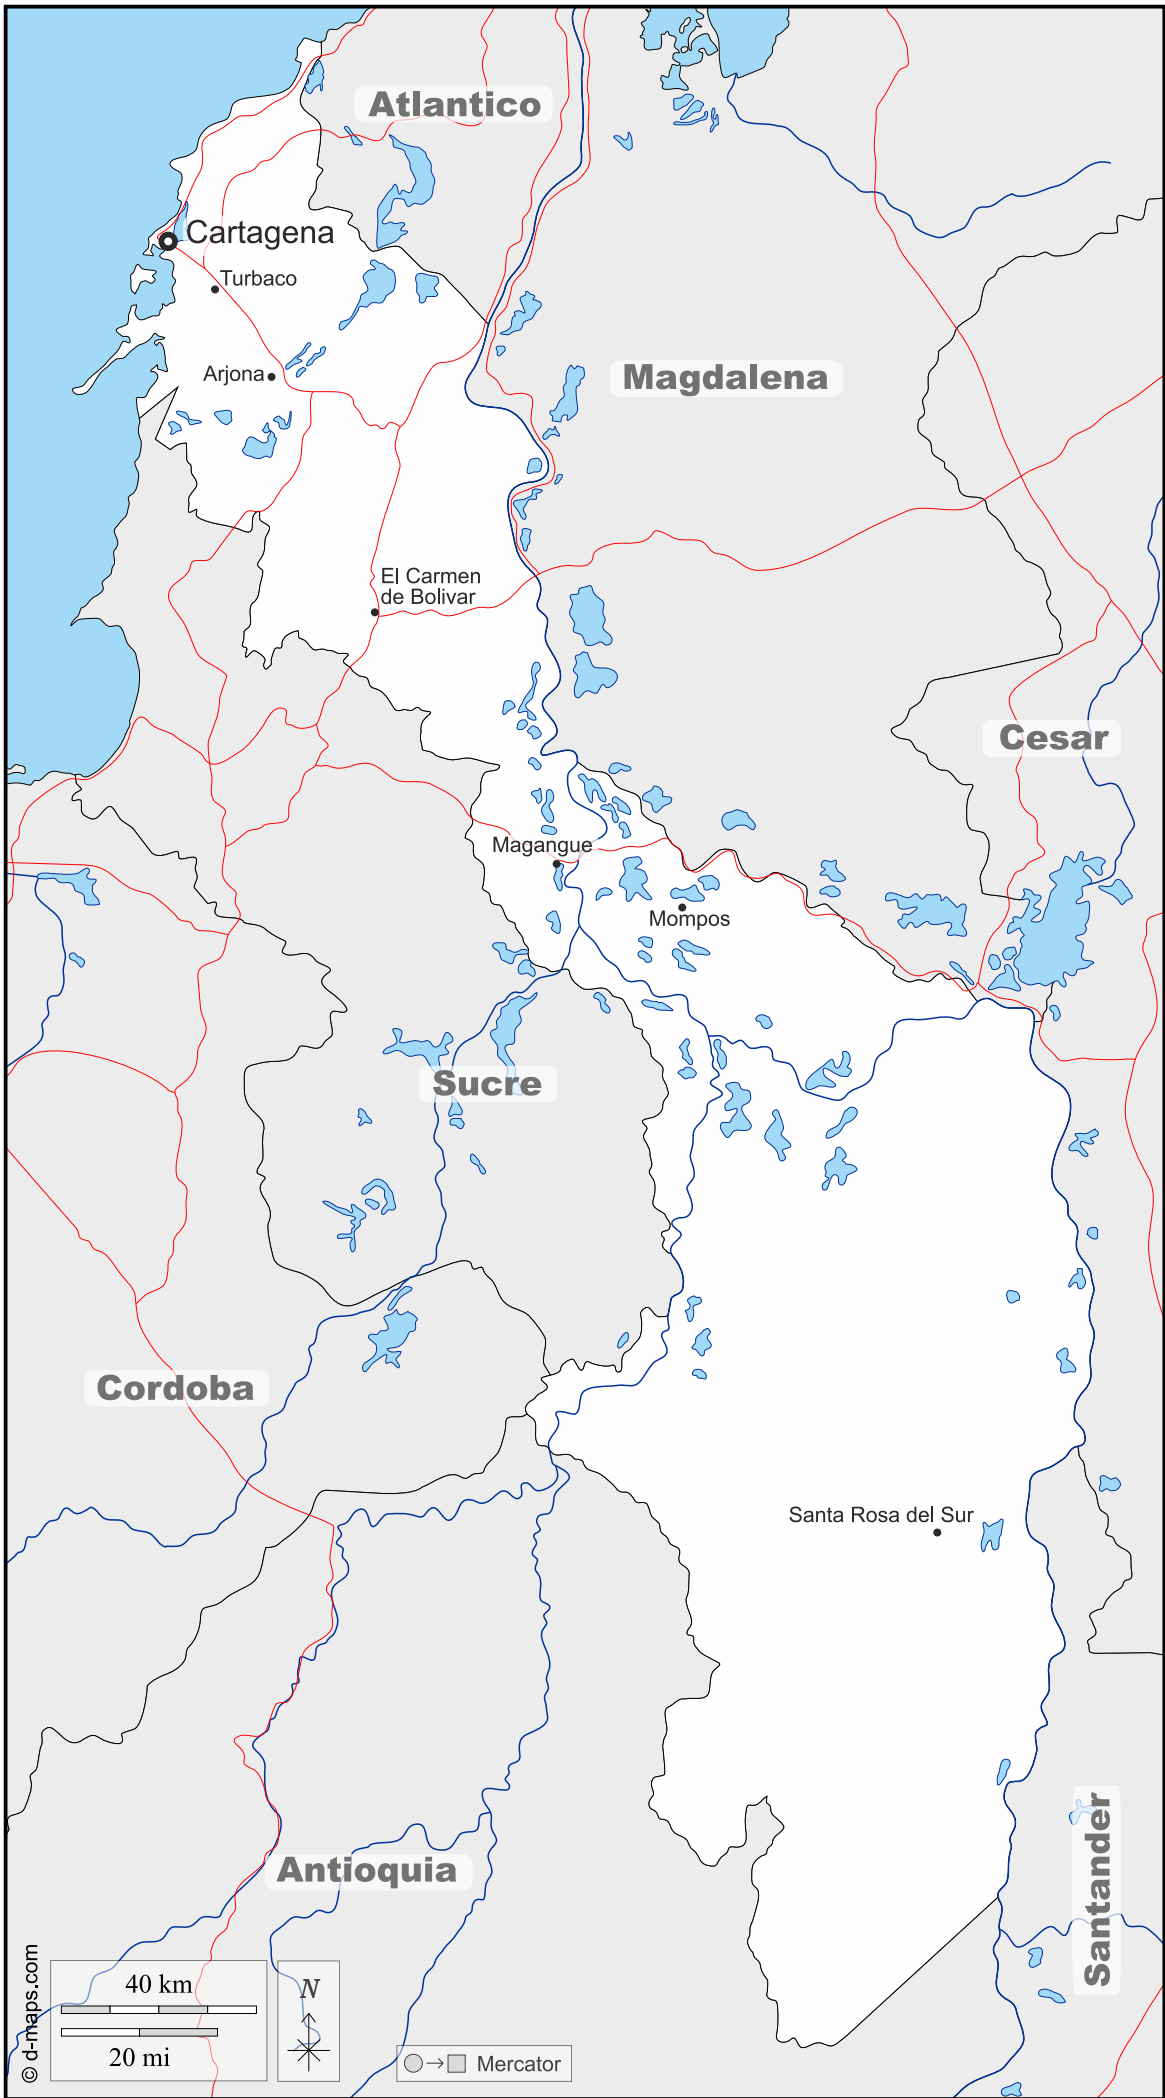 Atlantico
Cartagena
Turbaco
Magdalena
Arjona
El Carmen
de Bolivar
Cesar
Magangue
Mompos
Sucre
Cordoba
Santa Rosa del Sur
Antioquia
Santander
© d-maps.com
40 km
20 mi
N
Mercator